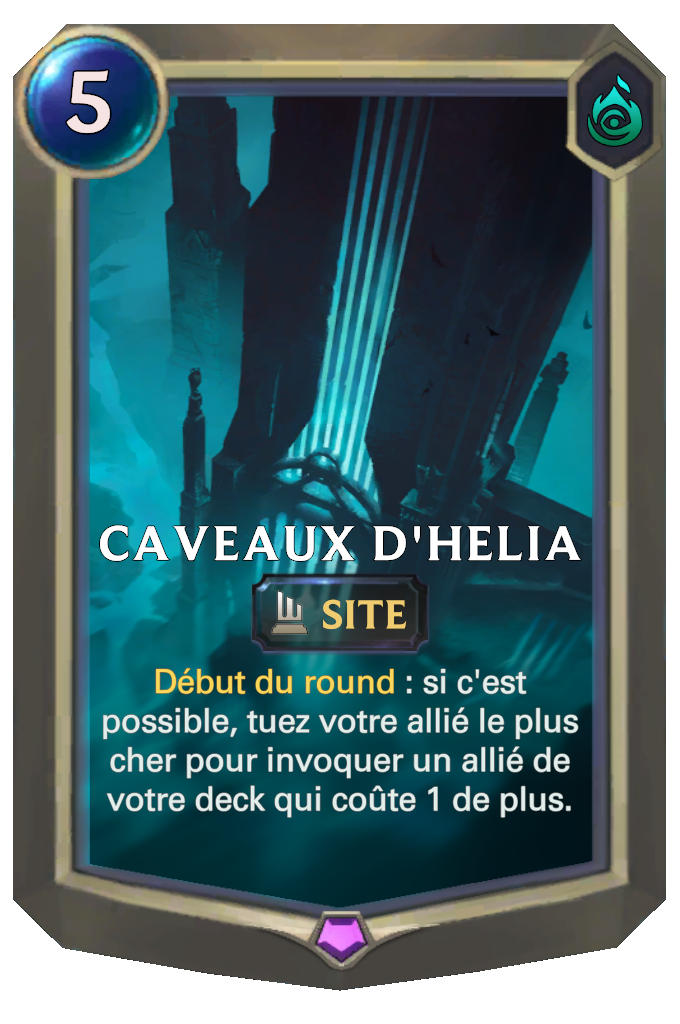 5
CAVEAUX D'HELIA
SITE
Début du round : si c'est
possible, tuez votre allié le plus
cher pour invoquer un allié de
votre deck qui coûte 1 de plus.